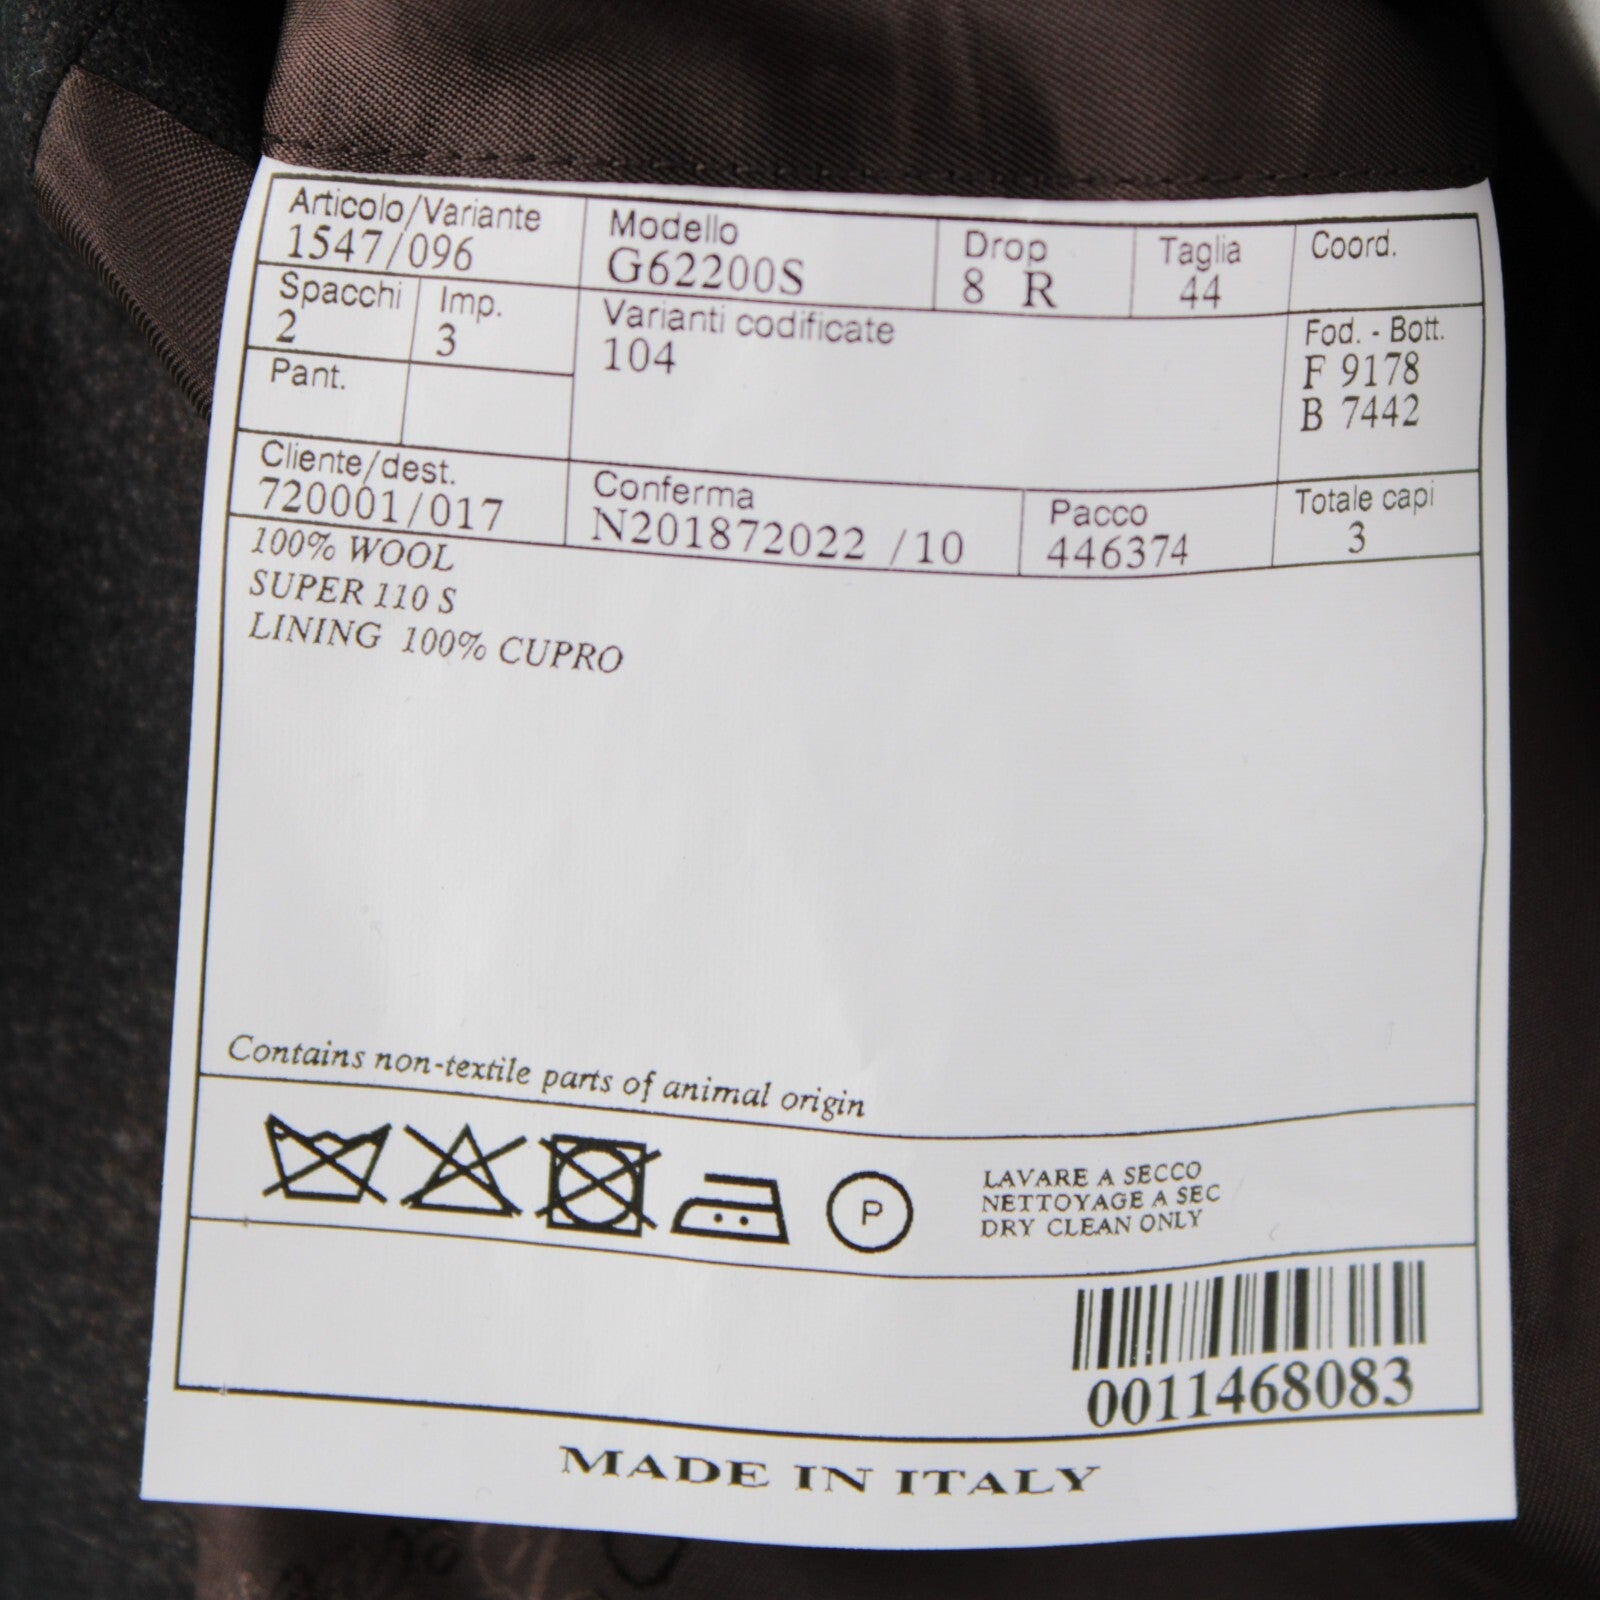 Articolo/Variante Modello Drop Taglia Coord.
1547/096 G62200S 8 R 44
Spacchi Imp. Varianti codificate Fod. - Bott.
2 3 104 F 9178
B 7442
Pant.
Cliente/dest. Conferma Pacco Totale capi
720001/017 N201872022 /10 446374 3
100% WOOL
SUPER 110 S
LINING 100% CUPRO
Contains non-textile parts of animal origin
P
LAVARE A SECCO
NETTOYAGE A SEC
DRY CLEAN ONLY
0011468083
MADE IN ITALY